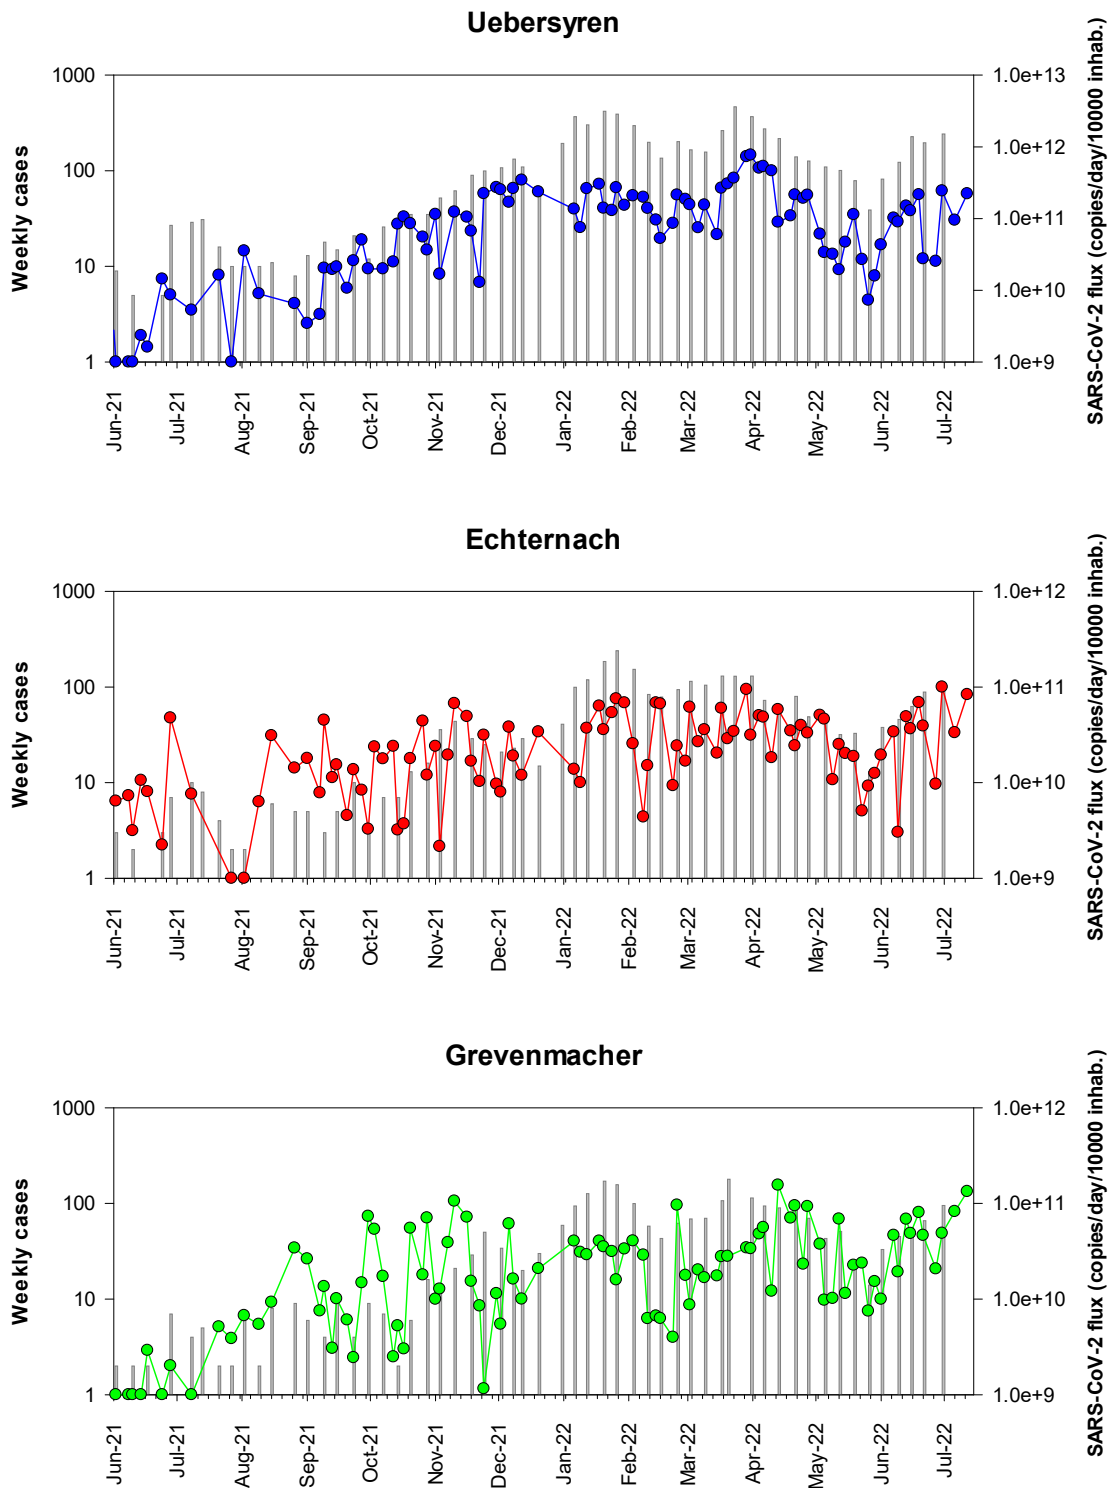 Uebersyren
Weekly cases
1000
100
10
1
1.0e+13
1.0e+12
1.0e+11
1.0e+10
1.0e+9
SARS-CoV-2 flux (copies/day/10000 inhab.)
Jun-21
Jul-21
Aug-21
Sep-21
Oct-21
Nov-21
Dec-21
Jan-22
Feb-22
Mar-22
Apr-22
May-22
Jun-22
Jul-22
Echternach
Weekly cases
1000
100
10
1
1.0e+12
1.0e+11
1.0e+10
1.0e+9
SARS-CoV-2 flux (copies/day/10000 inhab.)
Jun-21
Jul-21
Aug-21
Sep-21
Oct-21
Nov-21
Dec-21
Jan-22
Feb-22
Mar-22
Apr-22
May-22
Jun-22
Jul-22
Grevenmacher
Weekly cases
1000
100
10
1
1.0e+12
1.0e+11
1.0e+10
1.0e+9
SARS-CoV-2 flux (copies/day/10000 inhab.)
Jun-21
Jul-21
Aug-21
Sep-21
Oct-21
Nov-21
Dec-21
Jan-22
Feb-22
Mar-22
Apr-22
May-22
Jun-22
Jul-22